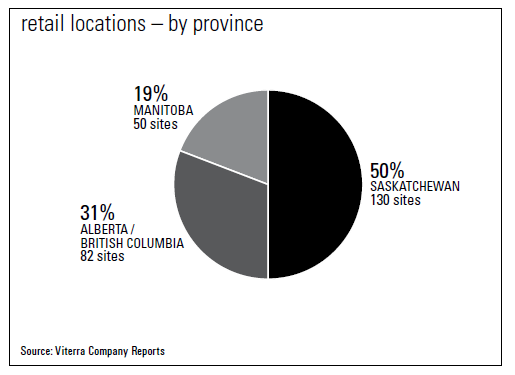 retail locations – by province
19%
MANITOBA
50 sites
50%
SASKATCHEWAN
130 sites
31%
ALBERTA /
BRITISH COLUMBIA
82 sites
Source: Viterra Company Reports